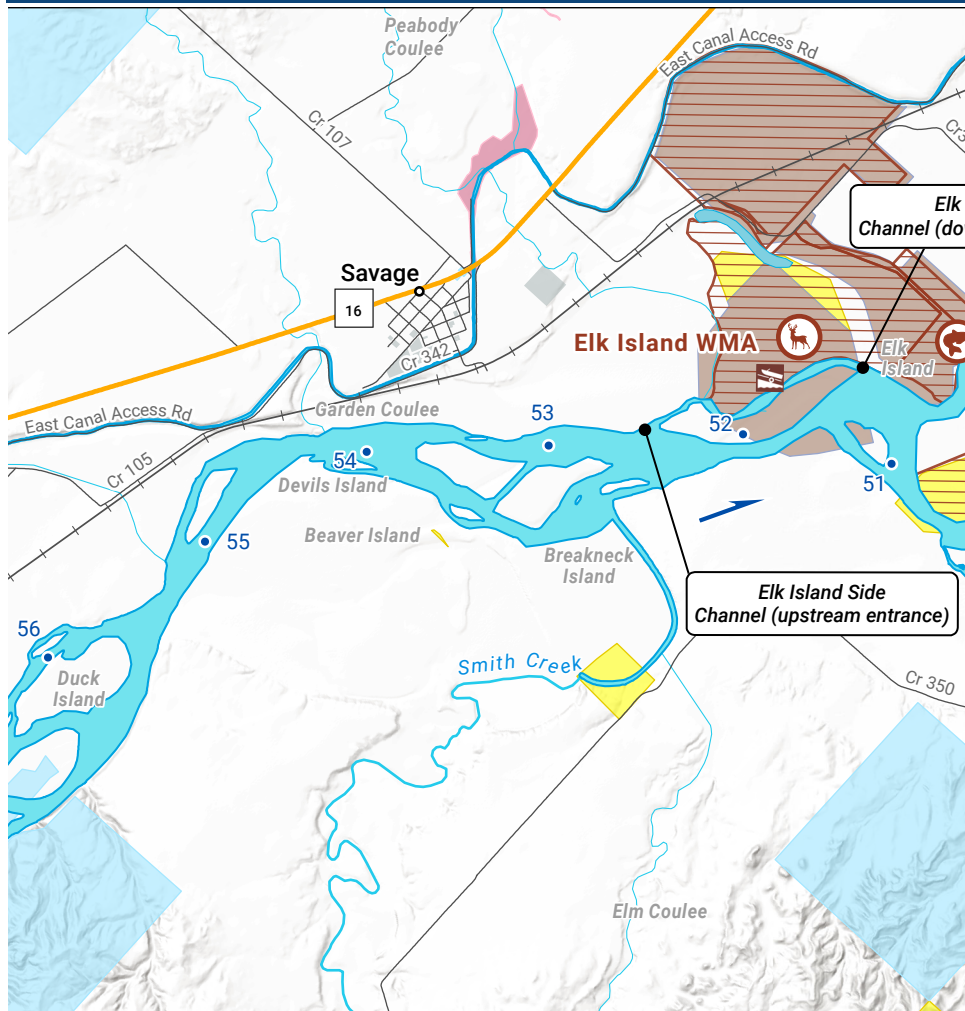 Peabody
Coulee
East Canal Access Rd
Cr 107
Elk
Channel (do
Savage
16
Elk Island WMA
Elk
Island
Cr 342
East Canal Access Rd
Garden Coulee
53
52
54
51
Cr 105
Devils Island
55
Beaver Island
Breakneck
Island
Elk Island Side
Channel (upstream entrance)
56
Smith Creek
Duck
Island
Cr 350
Elm Coulee